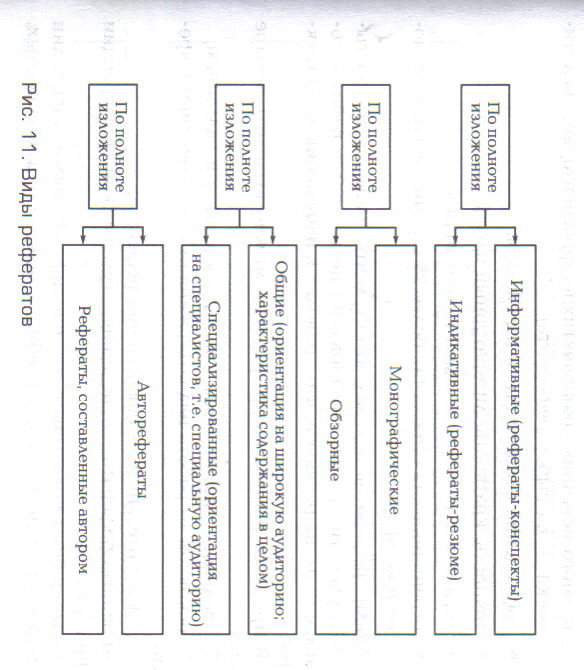 По полноте
изложения
Информативные (рефераты-конспекты)
Индикативные (рефераты-резюме)
По полноте
изложения
Монографические
Обзорные
По полноте
изложения
Общие (ориентация на широкую аудиторию;
характеристика содержания в целом)
Специализированные (ориентация
на специалистов, т.е. специальную аудиторию)
По полноте
изложения
Авторефераты
Рефераты, составленные автором
Рис. 11. Виды рефератов